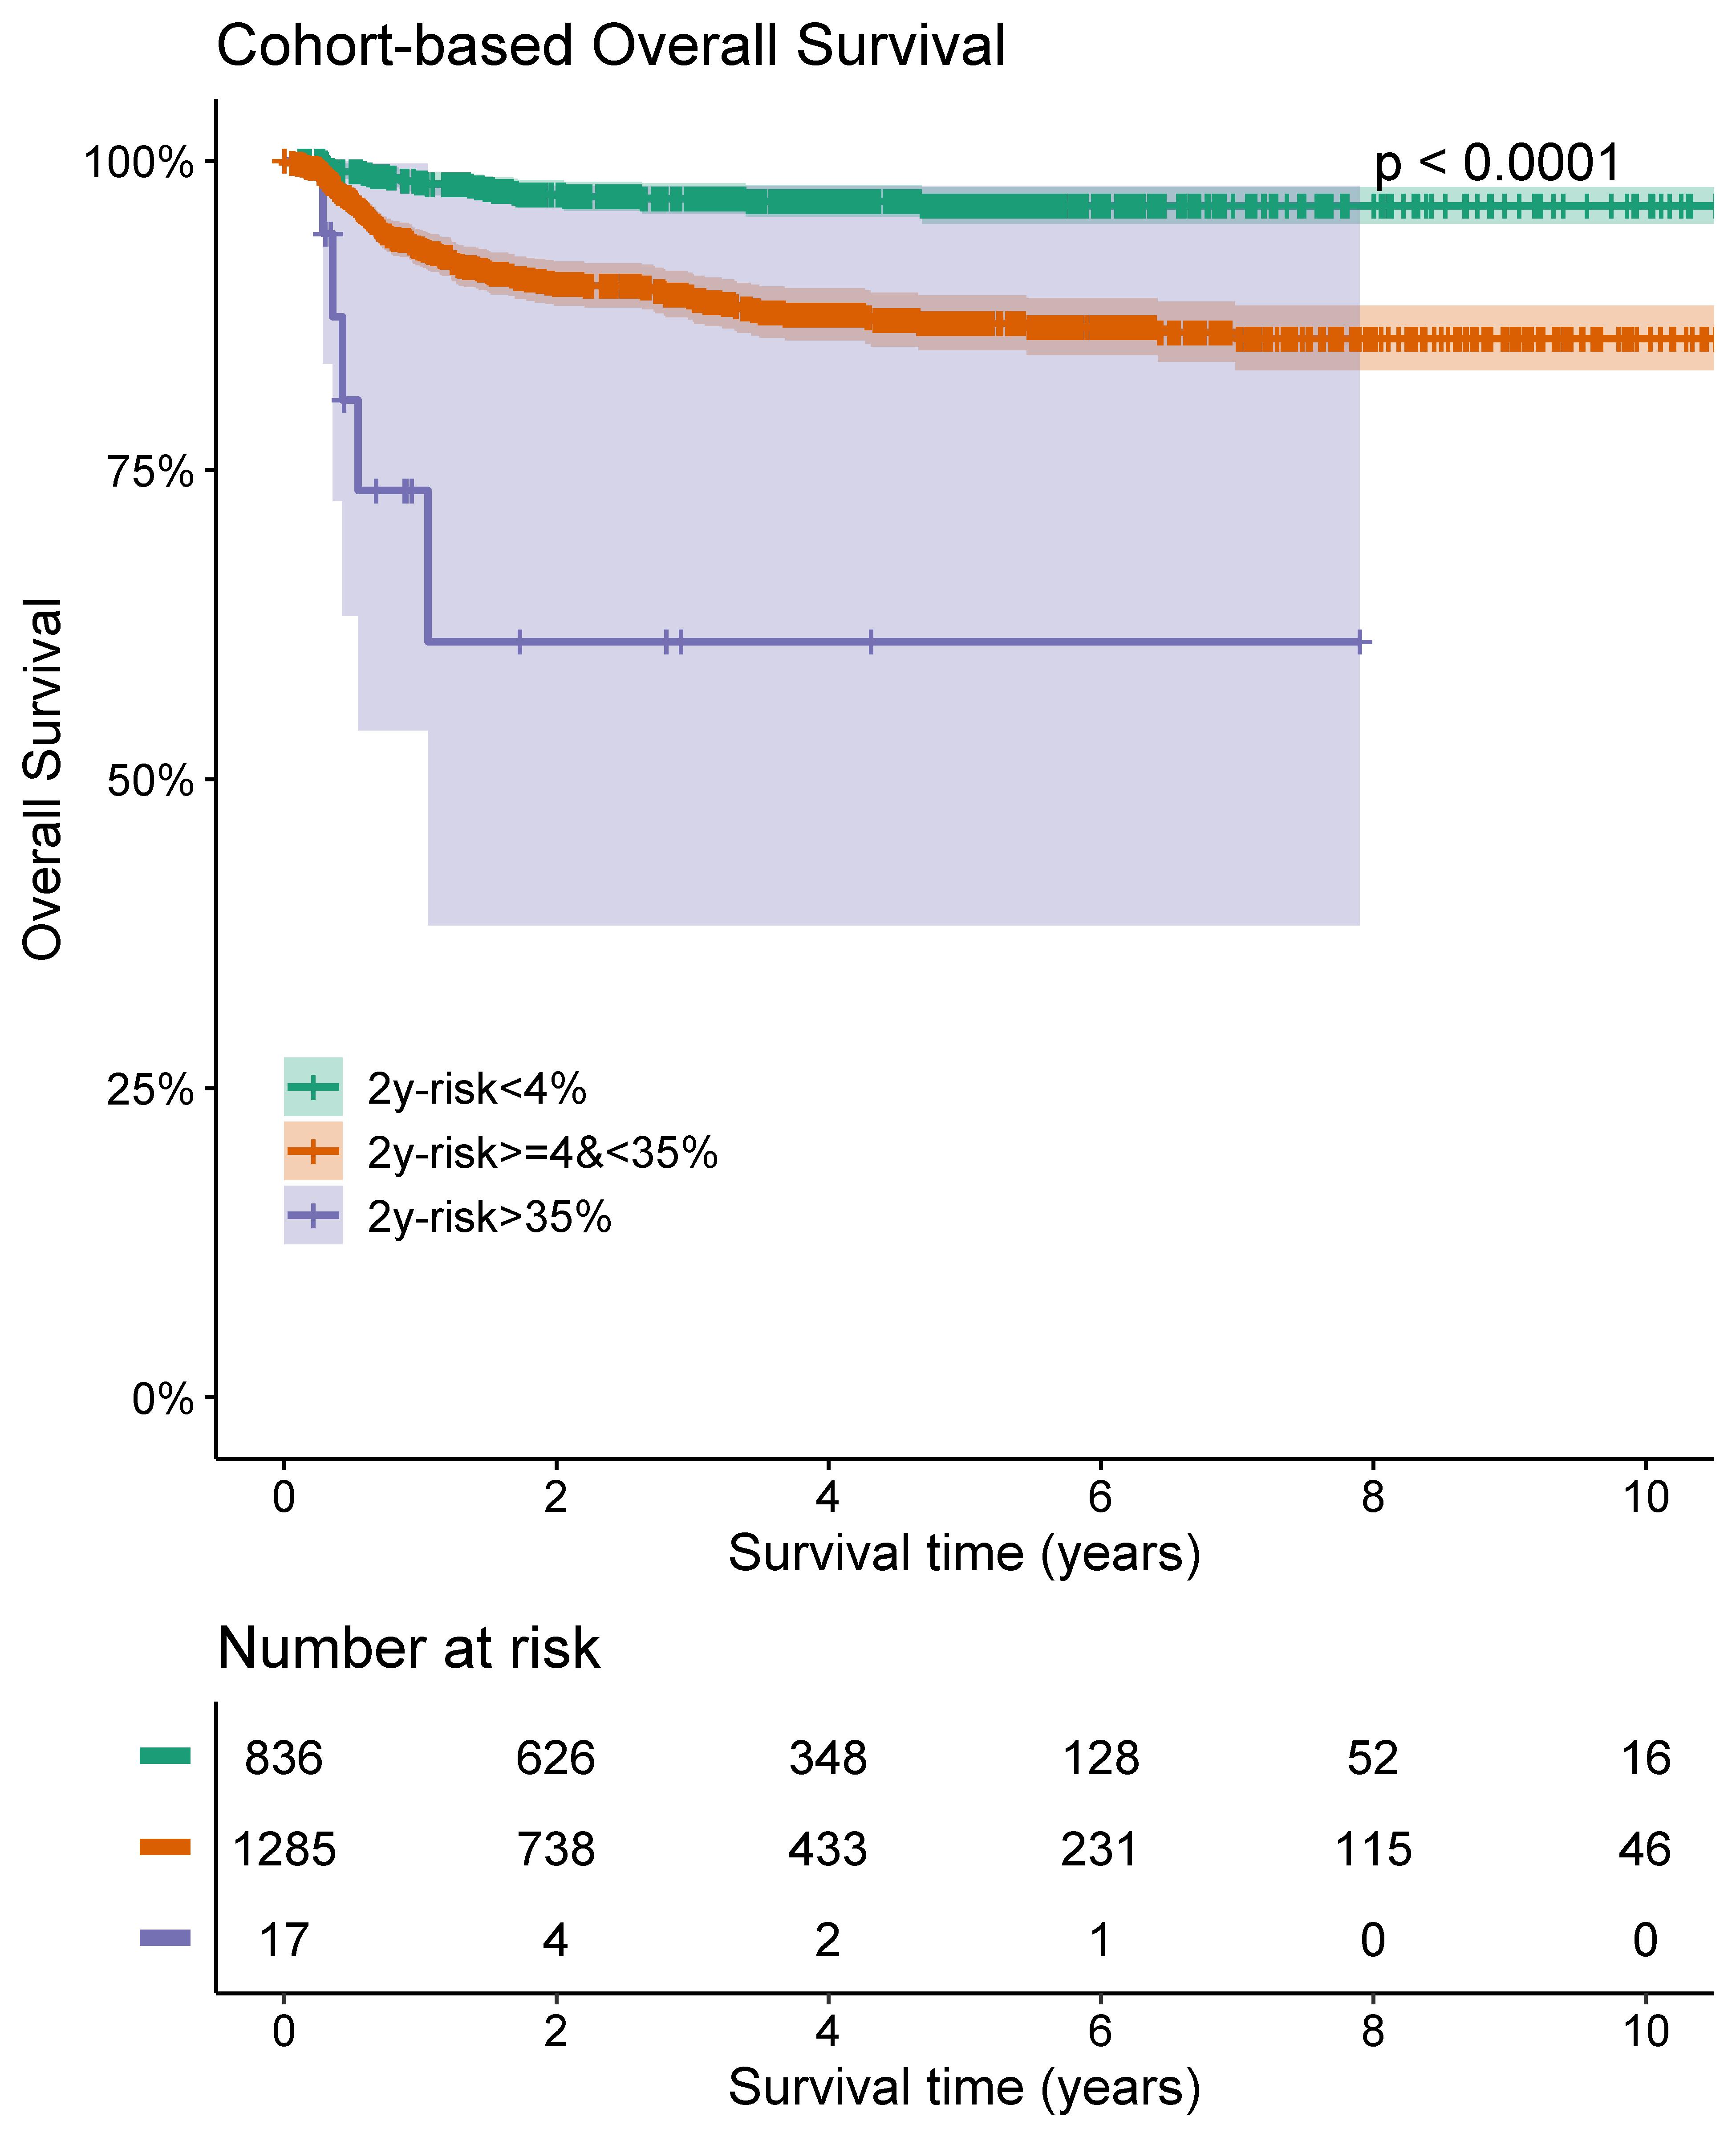 Cohort-based Overall Survival
p < 0.0001
100%
75%
50%
25%
0%
Overall Survival
2y-risk<4%
2y-risk>=4&<35%
2y-risk>35%
0 2 4 6 8 10
Survival time (years)
Number at risk
836 626 348 128 52 16
1285 738 433 231 115 46
17 4 2 1 0 0
0 2 4 6 8 10
Survival time (years)